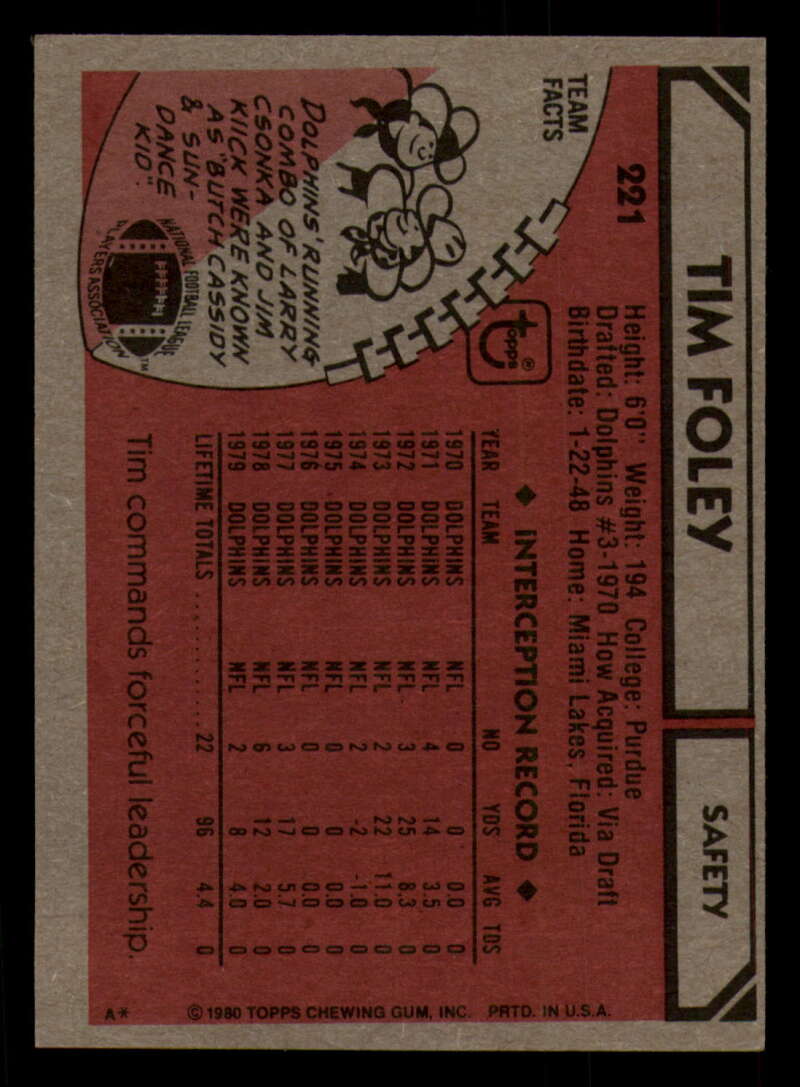 221
TIM FOLEY
SAFETY
Height: 6'0" Weight: 194 College: Purdue
Drafted: Dolphins #3-1970 How Acquired: Via Draft
Birthdate: 1-22-48 Home: Miami Lakes, Florida
TEAM
FACTS
topps®
DOLPHINS' RUNNING
COMBO OF LARRY
CSONKA AND JIM
KIICK WERE KNOWN
AS "BUTCH CASSIDY
& SUN-
DANCE
KID".
NATIONAL FOOTBALL LEAGUE
PLAYERS ASSOCIATION
TM
◆ INTERCEPTION RECORD ◆
YEAR TEAM NO YDS AVG TDS
1970 DOLPHINS NFL 0 0 0.0 0
1971 DOLPHINS NFL 4 14 3.5 0
1972 DOLPHINS NFL 3 25 8.3 0
1973 DOLPHINS NFL 2 22 11.0 0
1974 DOLPHINS NFL 2 -2 -1.0 0
1975 DOLPHINS NFL 0 0 0.0 0
1976 DOLPHINS NFL 0 0 0.0 0
1977 DOLPHINS NFL 3 17 5.7 0
1978 DOLPHINS NFL 6 12 2.0 0
1979 DOLPHINS NFL 2 8 4.0 0
LIFETIME TOTALS . . . . . . . . . . . 22 96 4.4 0
Tim commands forceful leadership.
A* © 1980 TOPPS CHEWING GUM, INC. PRTD. IN U.S.A.